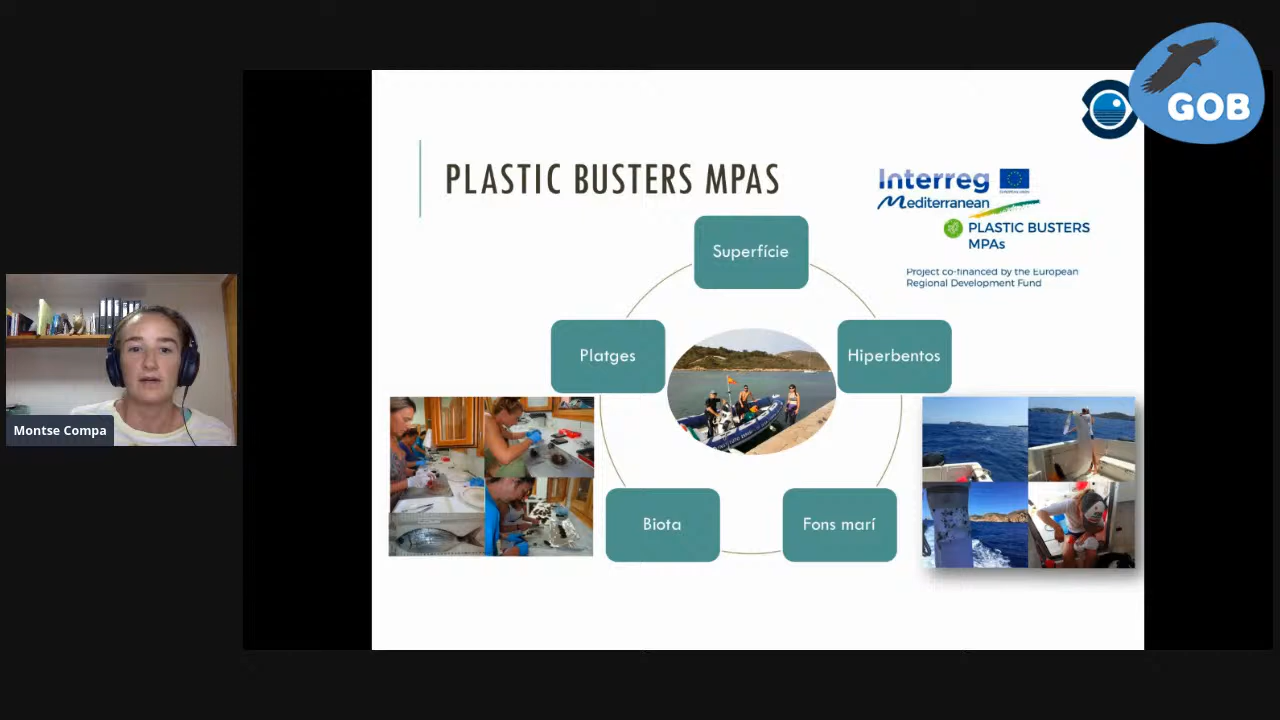 GOB
PLASTIC BUSTERS MPAS
Interreg
Mediterranean
PLASTIC BUSTERS
MPAs
Project co-financed by the European
Regional Development Fund
Superfície
Platges
Hiperbentos
Biota
Fons marí
Montse Compa